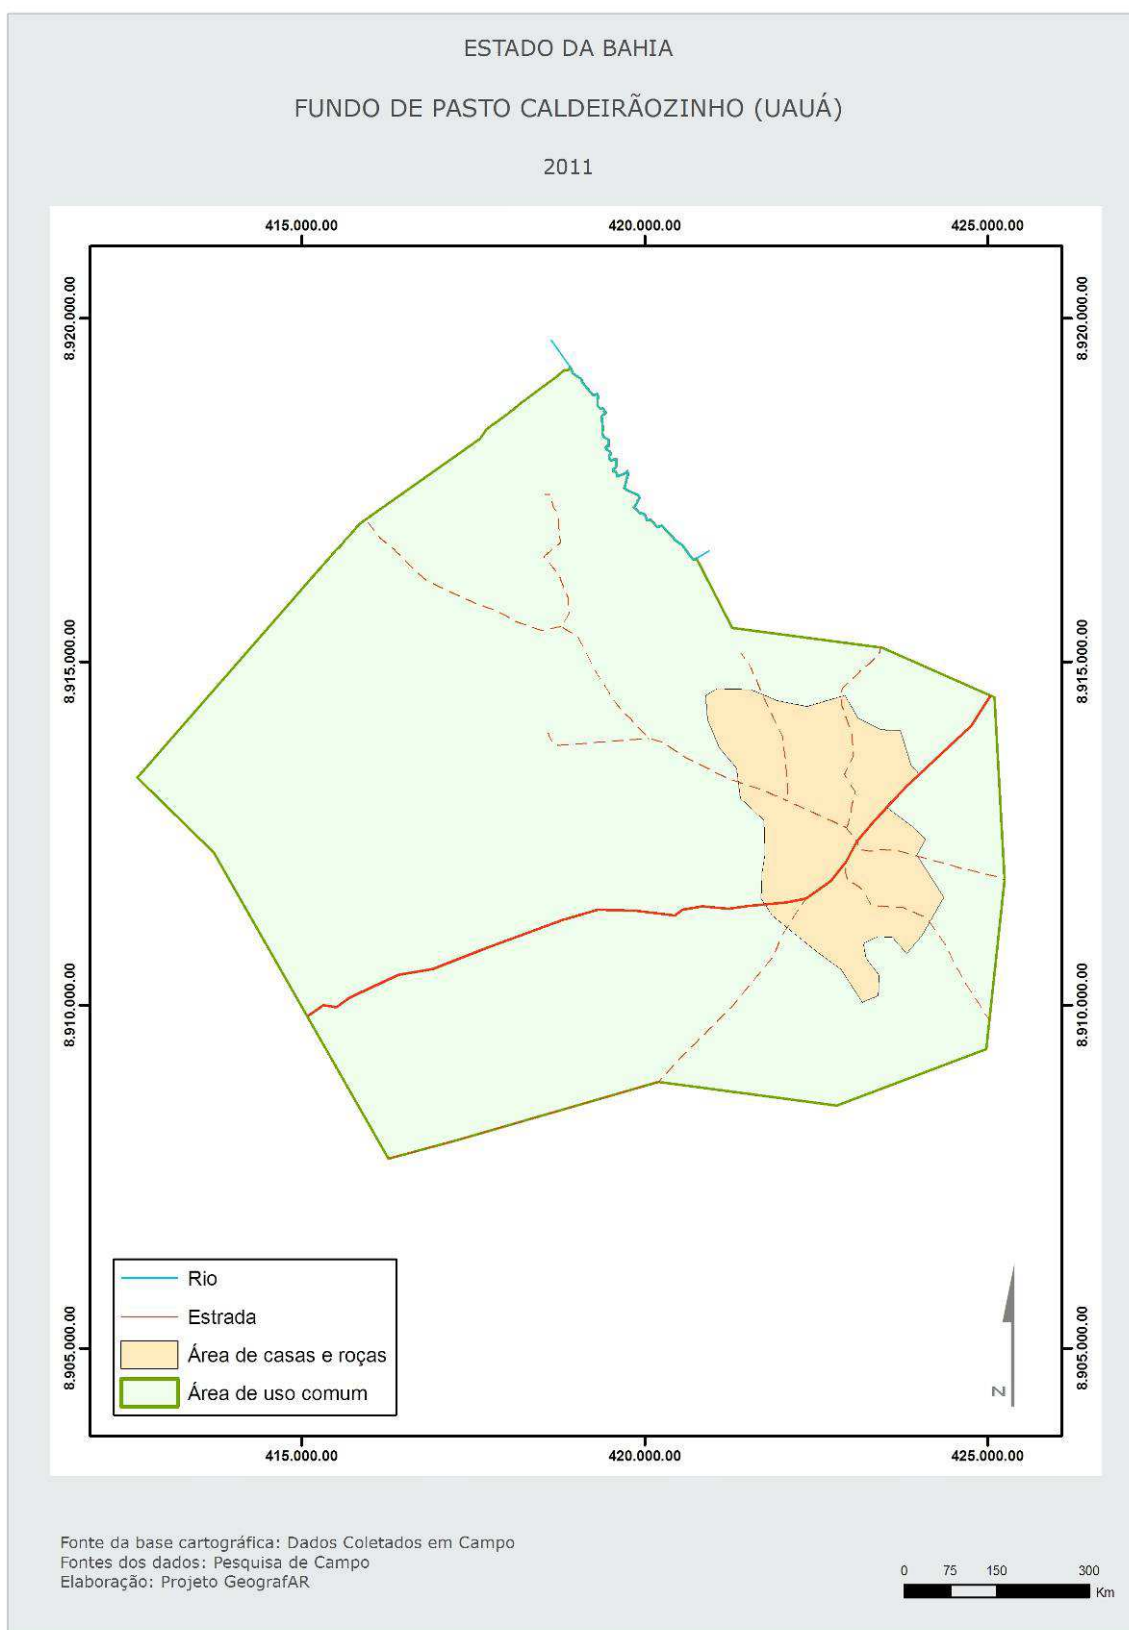 ESTADO DA BAHIA
FUNDO DE PASTO CALDEIRÃOZINHO (UAUÁ)
2011
415.000.00 420.000.00 425.000.00
8.920.000.00 8.920.000.00
8.915.000.00 8.915.000.00
8.910.000.00 8.910.000.00
8.905.000.00 8.905.000.00
Rio
Estrada
Área de casas e roças
Área de uso comum
N
415.000.00 420.000.00 425.000.00
Fonte da base cartográfica: Dados Coletados em Campo
Fontes dos dados: Pesquisa de Campo
Elaboração: Projeto GeografAR
0 75 150 300
Km